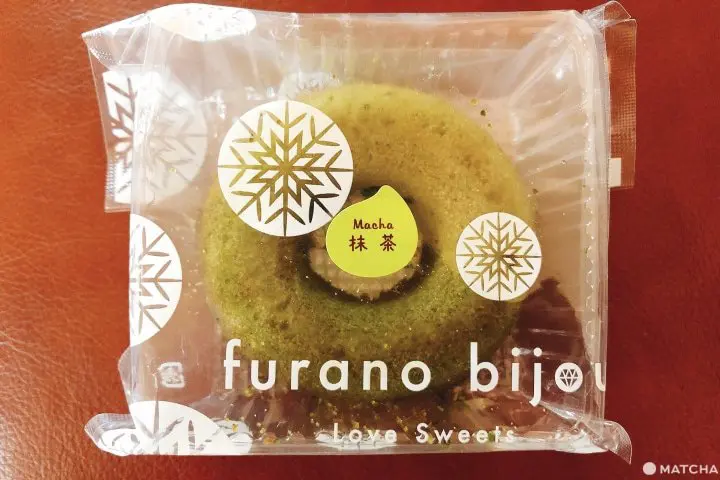 Macha
抹茶
furano bijou
Love Sweets
MATCHA